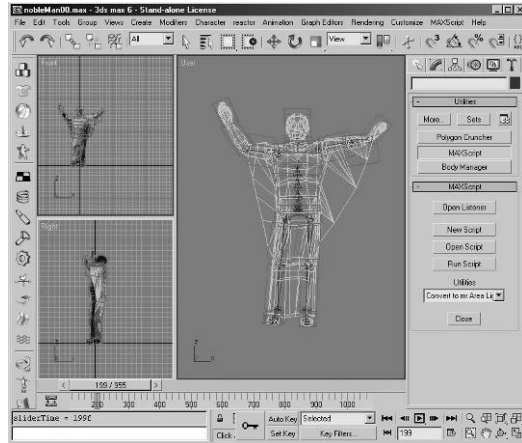 nobleMan00.max - 3ds max 6 - Stand-alone License
File Edit Tools Group Views Create Modifiers Character reactor Animation Graph Editors Rendering Customize MAXScript Help
All View
Front
User
Right
Utilities
More... Sets
Polygon Cruncher
MAXScript
Body Manager
MAXScript
Open Listener
New Script
Open Script
Run Script
Utilities
Convert to mr Area Lig
Close
< 199 / 955 >
200 300 400 500 600 700 800 900 1000
sliderTime = 199f
Click
Auto Key Selected
Set Key Key Filters...
199